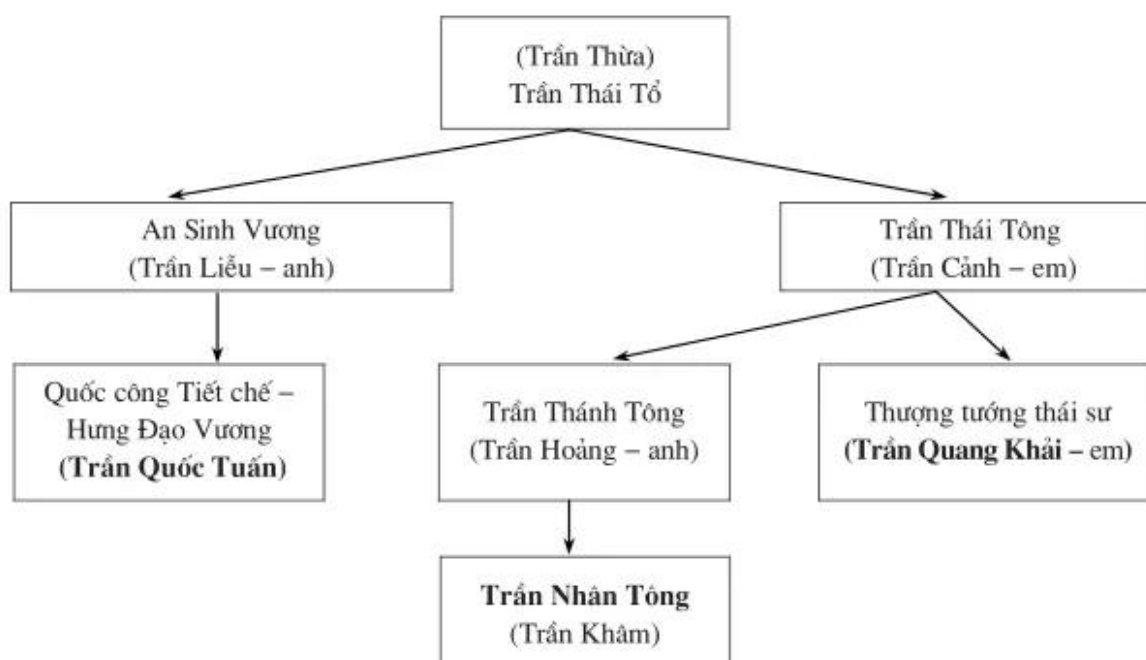 (Trần Thừa)
Trần Thái Tổ
An Sinh Vương
(Trần Liễu – anh)
Trần Thái Tông
(Trần Cảnh – em)
Quốc công Tiết chế –
Hưng Đạo Vương
(Trần Quốc Tuấn)
Trần Thánh Tông
(Trần Hoảng – anh)
Thượng tướng thái sư
(Trần Quang Khải – em)
Trần Nhân Tông
(Trần Khâm)